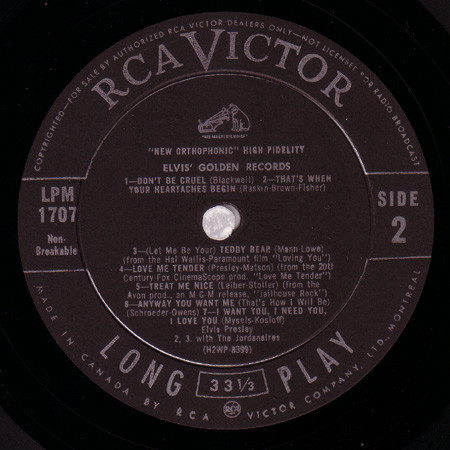 COPYRIGHTED—FOR SALE BY AUTHORIZED RCA VICTOR DEALERS ONLY—NOT LICENSED FOR RADIO BROADCAST
RCA VICTOR
"HIS MASTER'S VOICE"
"NEW ORTHOPHONIC" HIGH FIDELITY
ELVIS' GOLDEN RECORDS
1—DON'T BE CRUEL (Blackwell) 2—THAT'S WHEN
YOUR HEARTACHES BEGIN (Raskin-Brown-Fisher)
LPM
1707
Non-
Breakable
SIDE
2
3—(Let Me Be Your) TEDDY BEAR (Mann-Lowe)
(from the Hal Wallis-Paramount film "Loving You")
4—LOVE ME TENDER (Presley-Matson) (from the 20th
Century-Fox CinemaScope prod. "Love Me Tender")
5—TREAT ME NICE (Leiber-Stoller) (from the
Avon prod., an M-G-M release, "Jailhouse Rock")
6—ANYWAY YOU WANT ME (That's How I Will Be)
(Schroeder-Owens) 7—I WANT YOU, I NEED YOU,
I LOVE YOU (Mysels-Kosloff)
Elvis Presley
2, 3. with The Jordanaires
(H2WP-8399)
LONG 33 1/3 PLAY
MADE IN CANADA BY RCA VICTOR COMPANY, LTD., MONTREAL